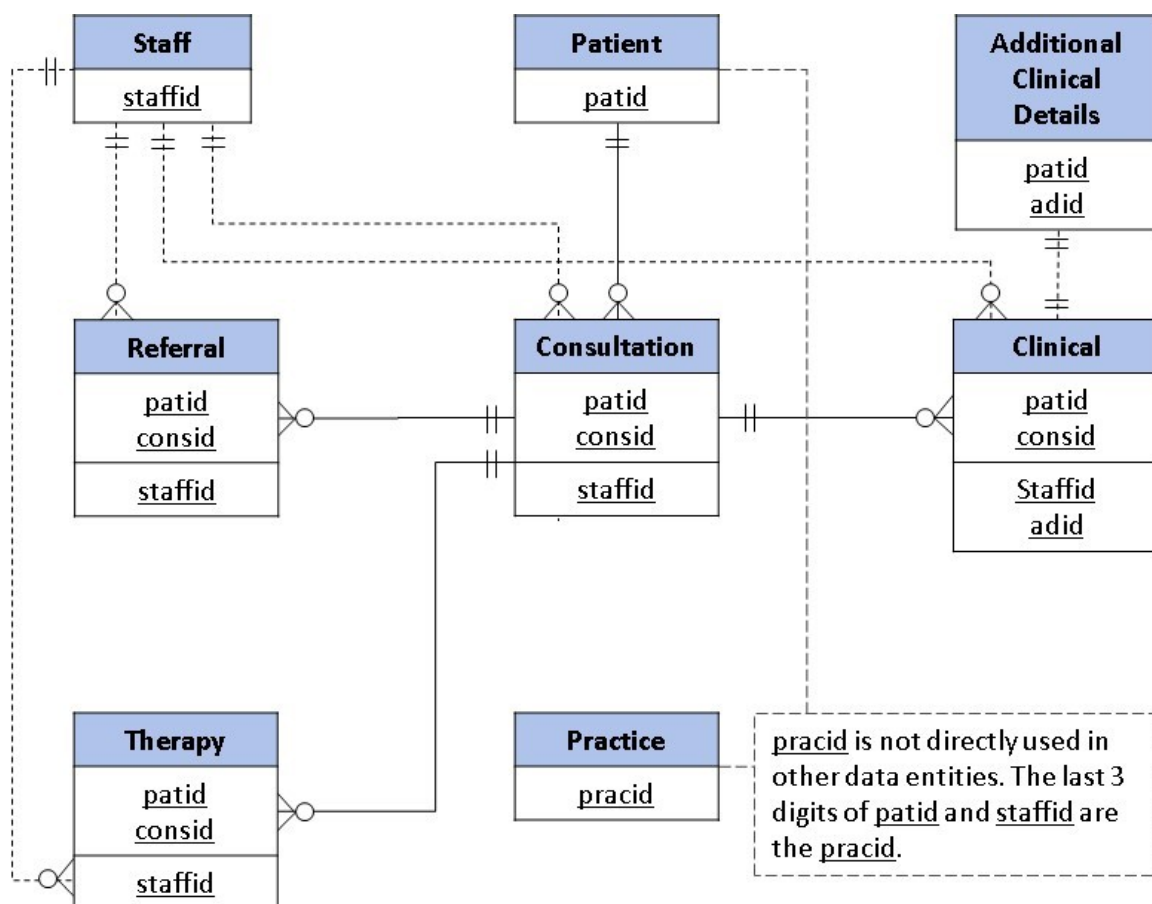 Staff
staffid
Patient
patid
Additional
Clinical
Details
patid
adid
Referral
patid
consid
staffid
Consultation
patid
consid
staffid
Clinical
patid
consid
Staffid
adid
Therapy
patid
consid
staffid
Practice
pracid
pracid is not directly used in
other data entities. The last 3
digits of patid and staffid are
the pracid.